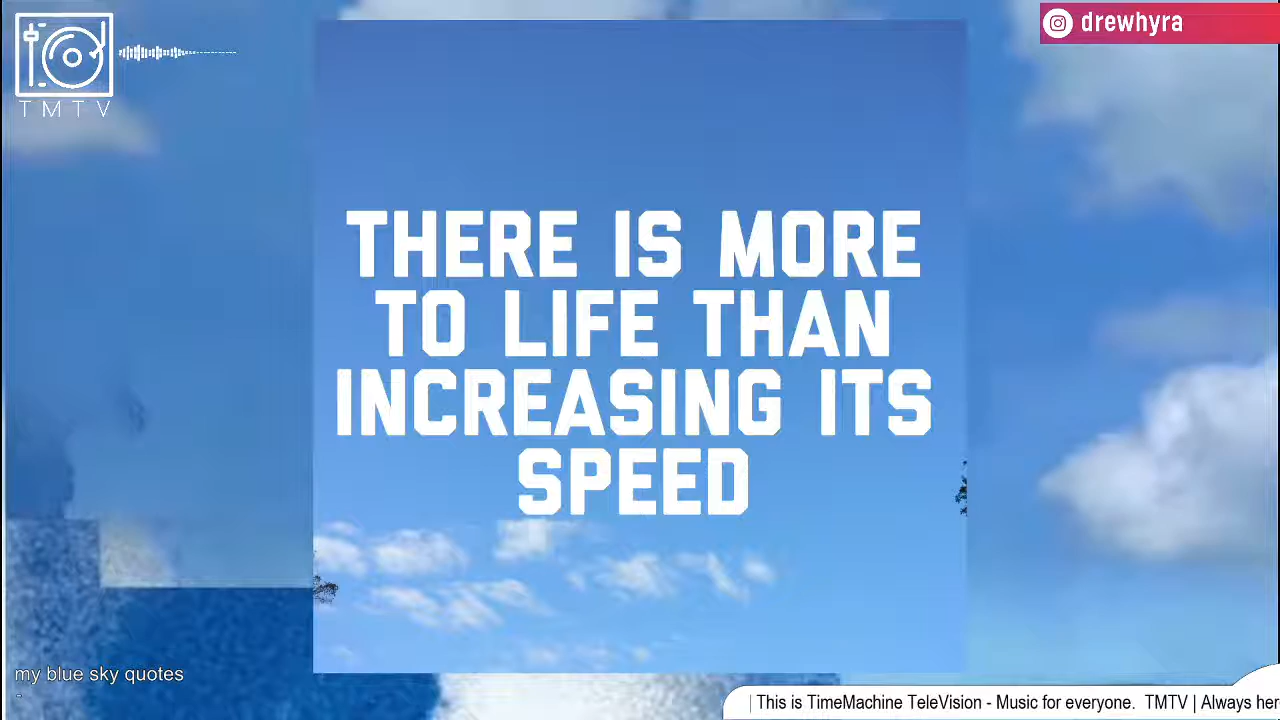 TMTV
drewhyra
THERE IS MORE
TO LIFE THAN
INCREASING ITS
SPEED
my blue sky quotes
-
This is TimeMachine TeleVision - Music for everyone. TMTV | Always her